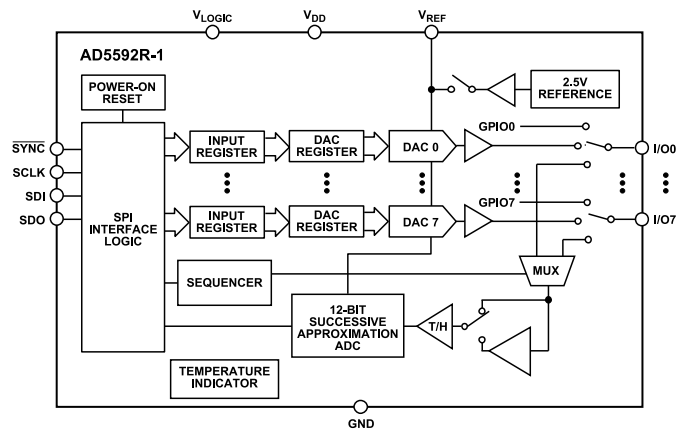 VLOGIC
VDD
VREF
AD5592R-1
POWER-ON
RESET
2.5V
REFERENCE
GPIO0
SYNC
SCLK
SDI
SDO
SPI
INTERFACE
LOGIC
INPUT
REGISTER
DAC
REGISTER
DAC 0
I/O0
INPUT
REGISTER
DAC
REGISTER
DAC 7
GPIO7
I/O7
SEQUENCER
MUX
12-BIT
SUCCESSIVE
APPROXIMATION
ADC
T/H
TEMPERATURE
INDICATOR
GND